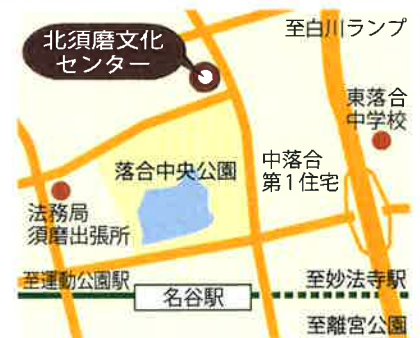 至白川ランプ
北須磨文化
センター
東落合
中学校
落合中央公園
中落合
第1住宅
法務局
須磨出張所
至運動公園駅
名谷駅
至妙法寺駅
至離宮公園